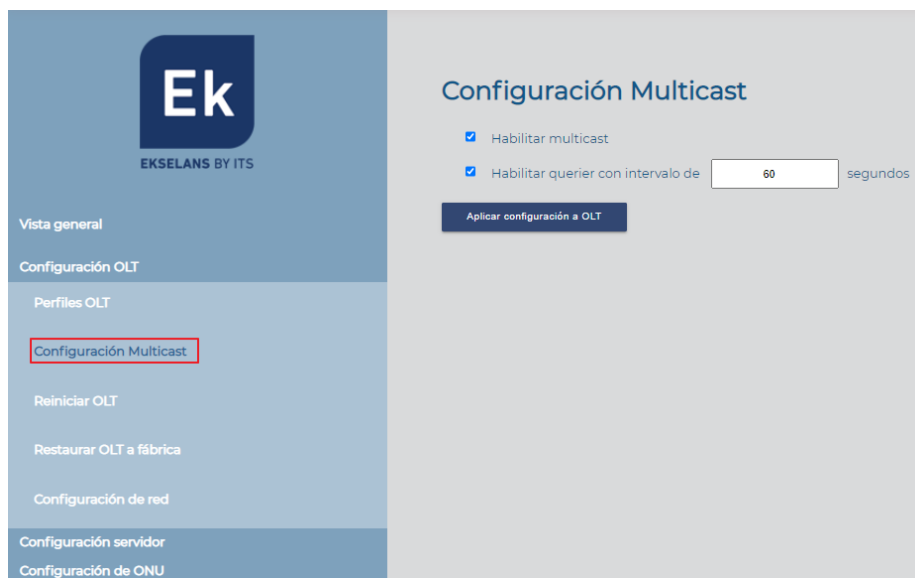 Ek
EKSELANS BY ITS
Vista general
Configuración OLT
Perfiles OLT
Configuración Multicast
Reiniciar OLT
Restaurar OLT a fábrica
Configuración de red
Configuración servidor
Configuración de ONU
Configuración Multicast
Habilitar multicast
Habilitar querier con intervalo de 60 segundos
Aplicar configuración a OLT